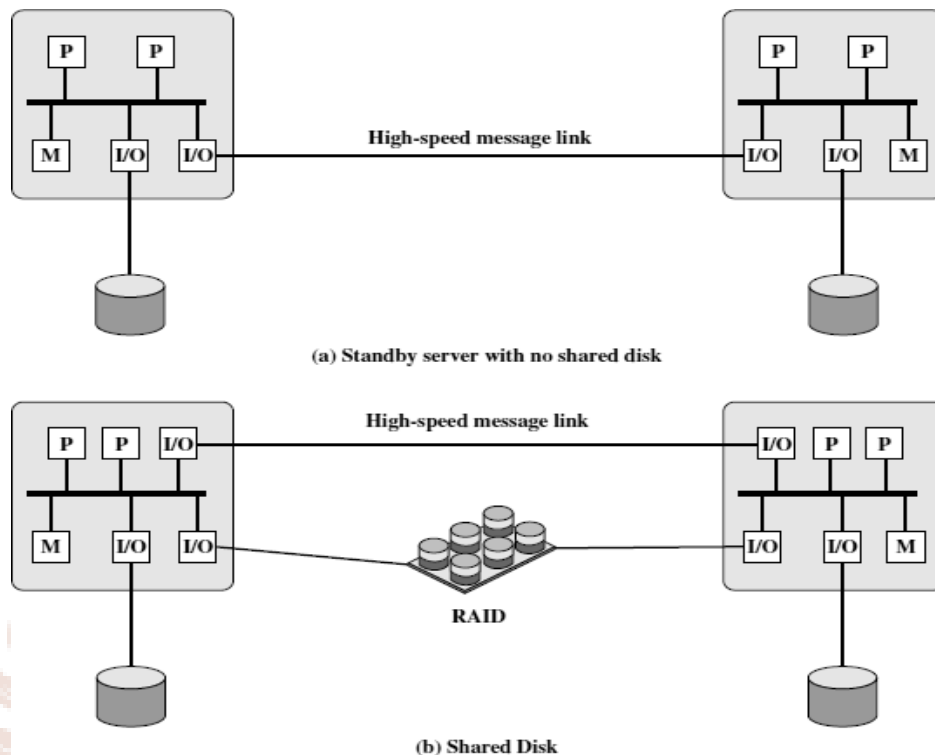 P P P P
High-speed message link
M I/O I/O I/O I/O M
(a) Standby server with no shared disk
High-speed message link
P P I/O I/O P P
M I/O I/O I/O I/O M
RAID
(b) Shared Disk